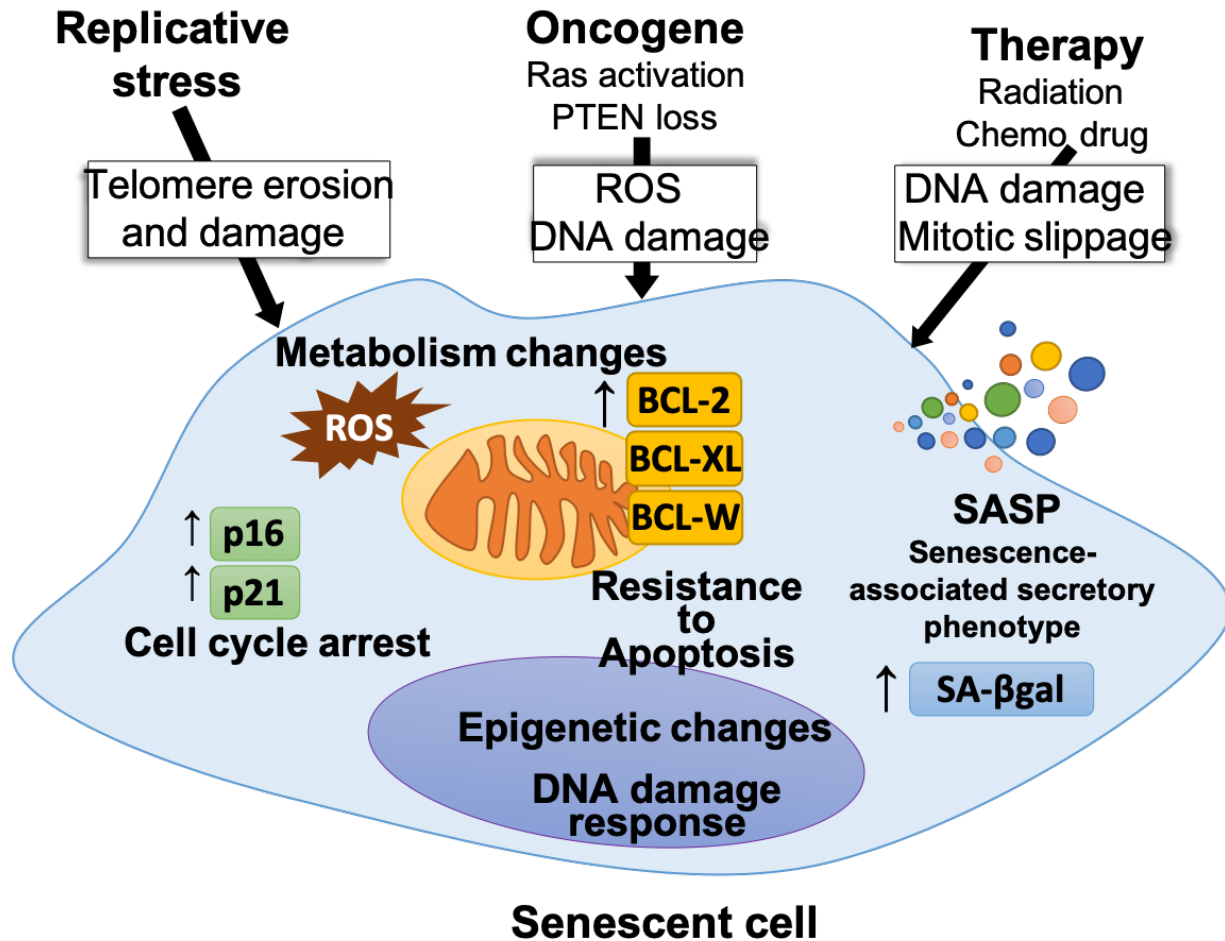 Replicative
stress
Telomere erosion
and damage
Oncogene
Ras activation
PTEN loss
ROS
DNA damage
Therapy
Radiation
Chemo drug
DNA damage
Mitotic slippage
Metabolism changes
ROS
↑ BCL-2
BCL-XL
BCL-W
Resistance
to
Apoptosis
↑ p16
↑ p21
Cell cycle arrest
SASP
Senescence-
associated secretory
phenotype
↑ SA-βgal
Epigenetic changes
DNA damage
response
Senescent cell